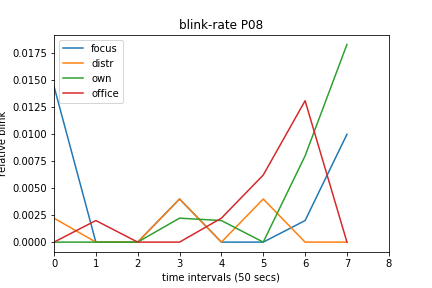 blink-rate P08
focus
distr
own
office
0.0175
0.0150
0.0125
0.0100
0.0075
0.0050
0.0025
0.0000
relative blink
0 1 2 3 4 5 6 7 8
time intervals (50 secs)